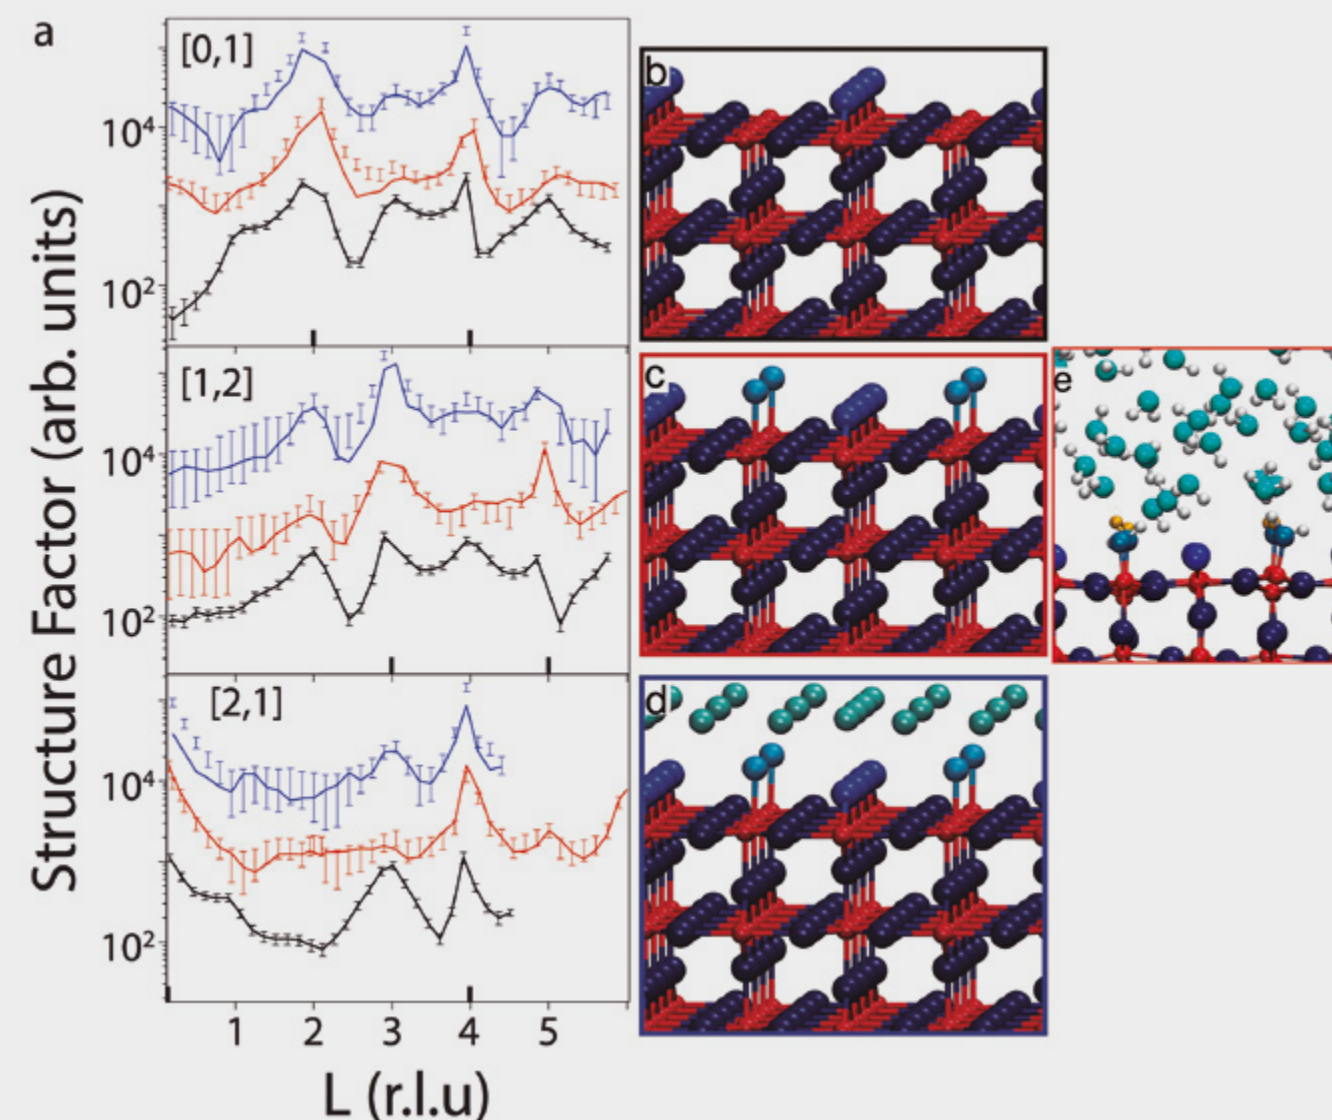 a
Structure Factor (arb. units)
[0,1]
10⁴
10²
[1,2]
10⁴
10²
[2,1]
10⁴
10²
1 2 3 4 5
L (r.l.u)
b
c
d
e